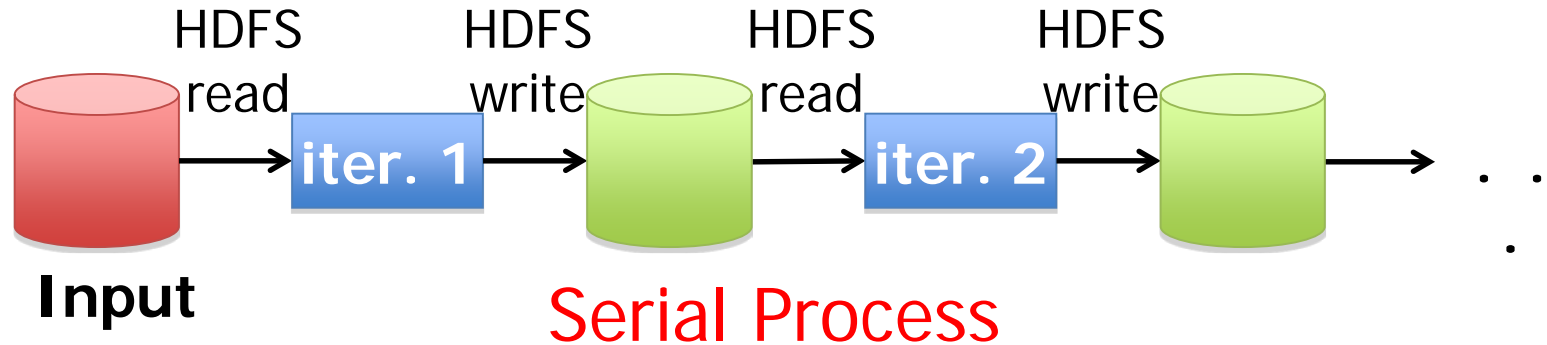 HDFS read
HDFS write
HDFS read
HDFS write
iter. 1
iter. 2
. . .
Input
Serial Process